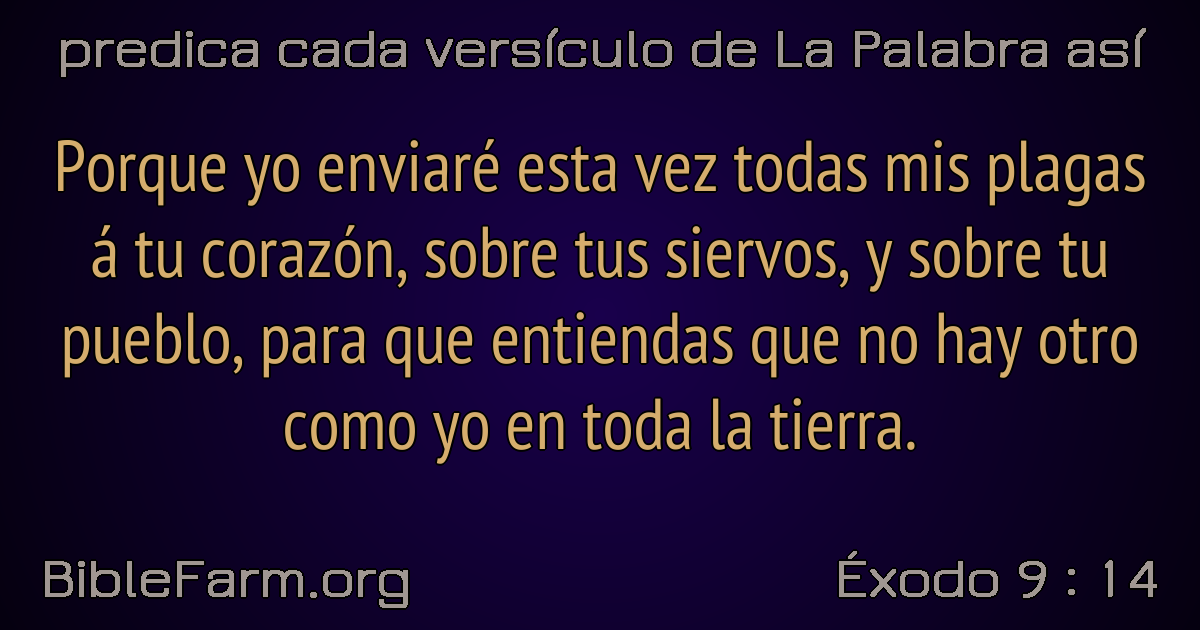 predica cada versículo de La Palabra así
Porque yo enviaré esta vez todas mis plagas
á tu corazón, sobre tus siervos, y sobre tu
pueblo, para que entiendas que no hay otro
como yo en toda la tierra.
BibleFarm.org
Éxodo 9 : 14